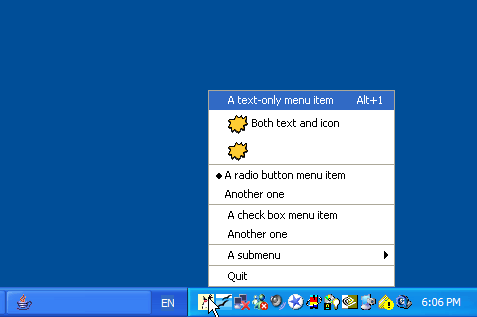 A text-only menu item Alt+1
Both text and icon
A radio button menu item
Another one
A check box menu item
Another one
A submenu
Quit
EN
6:06 PM